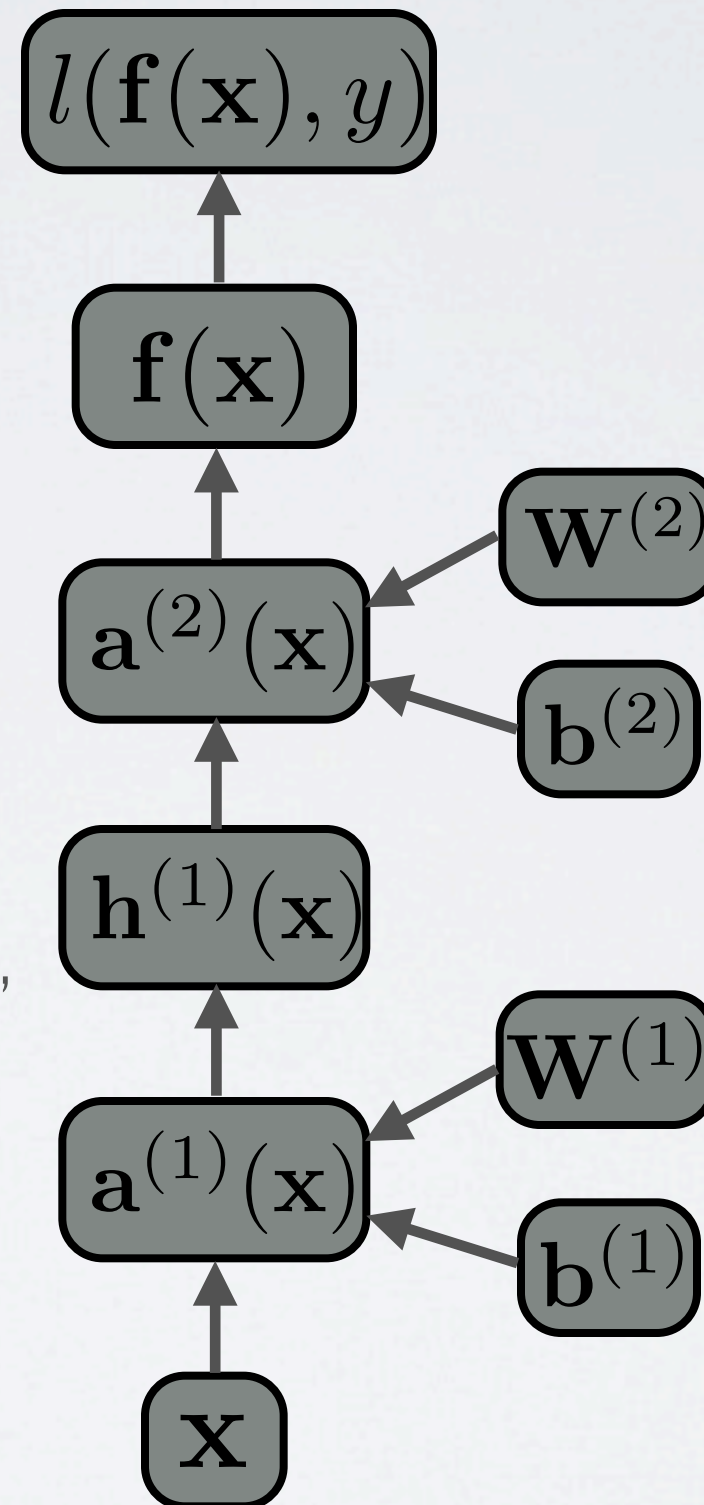 l(f(x), y)
f(x)
W^(2)
a^(2)(x)
b^(2)
h^(1)(x)
,
W^(1)
a^(1)(x)
b^(1)
x